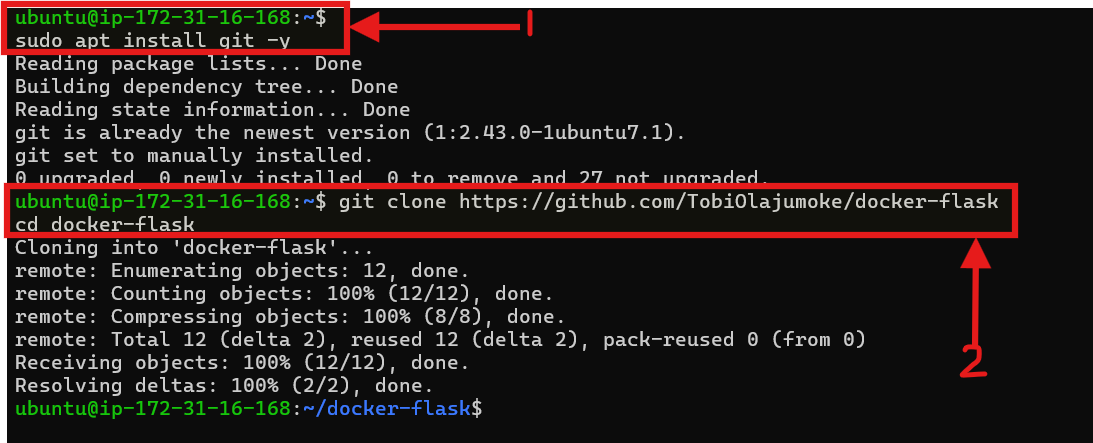 ubuntu@ip-172-31-16-168:~$
1
sudo apt install git -y
Reading package lists... Done
Building dependency tree... Done
Reading state information... Done
git is already the newest version (1:2.43.0-1ubuntu7.1).
git set to manually installed.
0 upgraded, 0 newly installed, 0 to remove and 27 not upgraded.
ubuntu@ip-172-31-16-168:~$ git clone https://github.com/TobiOlajumoke/docker-flask
cd docker-flask
Cloning into 'docker-flask'...
remote: Enumerating objects: 12, done.
remote: Counting objects: 100% (12/12), done.
remote: Compressing objects: 100% (8/8), done.
remote: Total 12 (delta 2), reused 12 (delta 2), pack-reused 0 (from 0)
Receiving objects: 100% (12/12), done.
2
Resolving deltas: 100% (2/2), done.
ubuntu@ip-172-31-16-168:~/docker-flask$